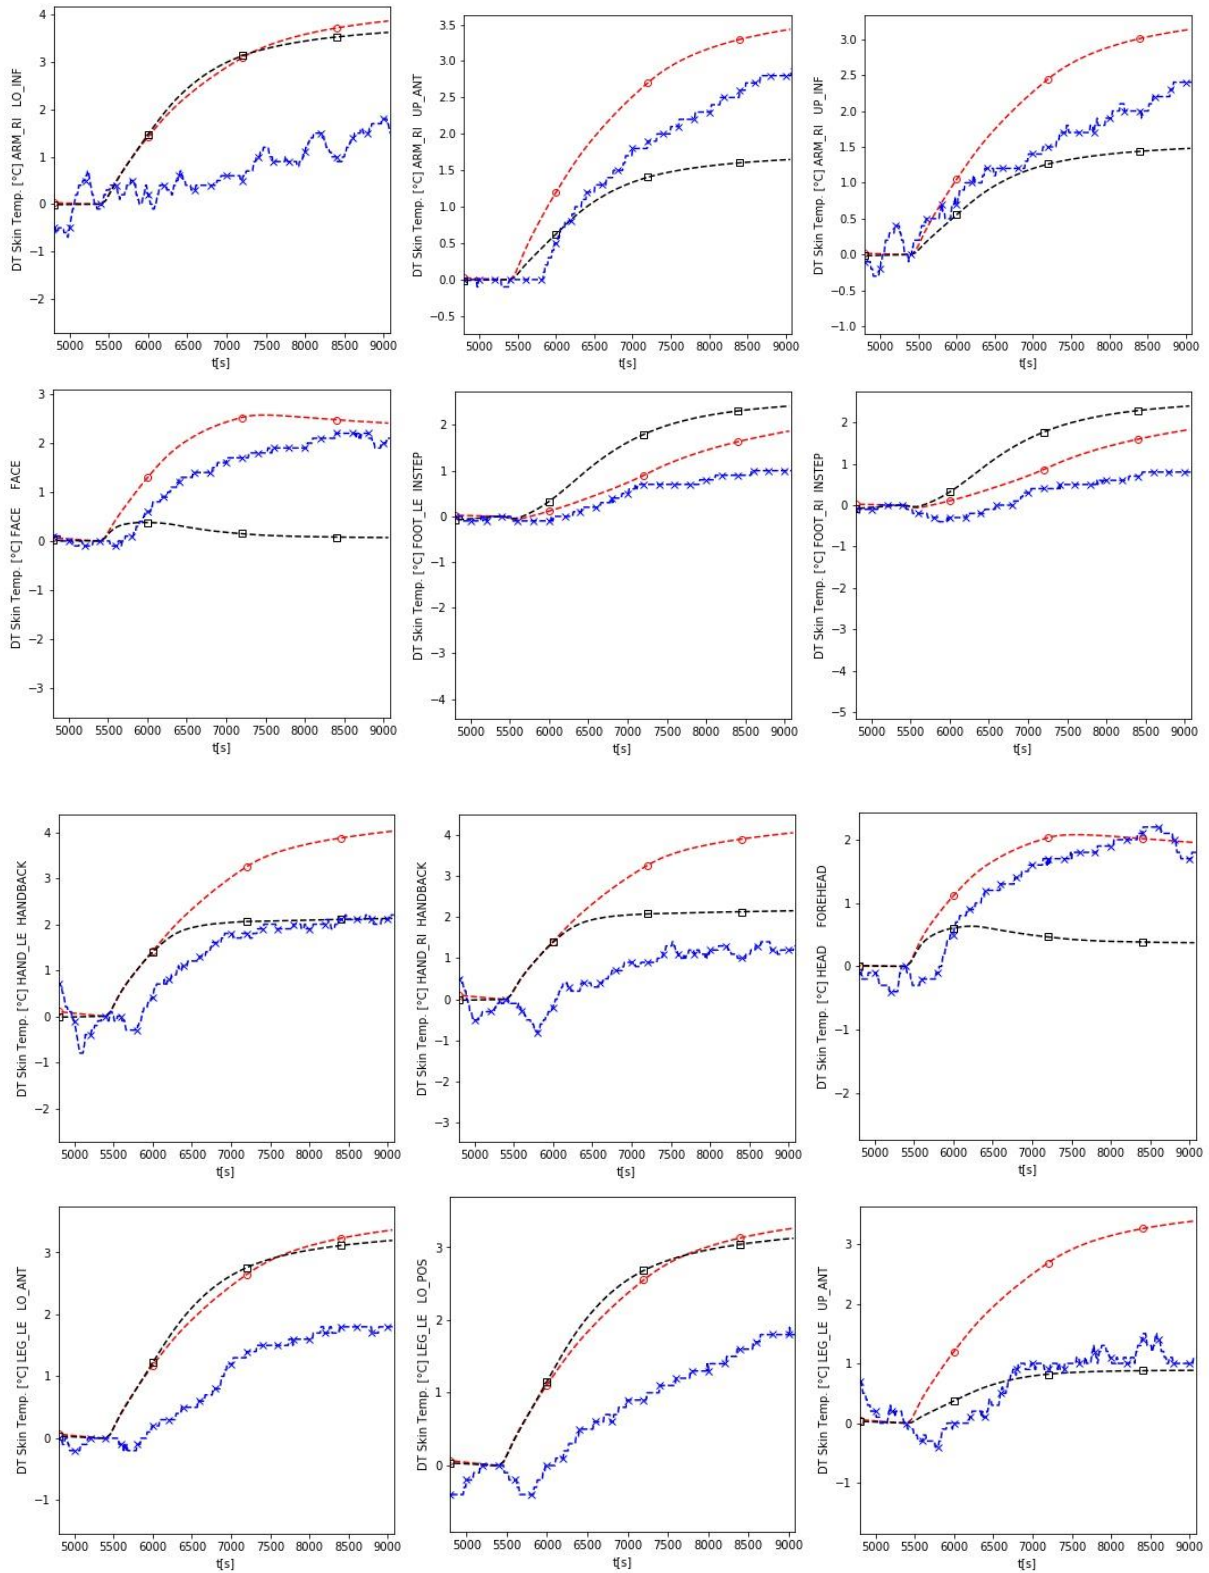 DT Skin Temp. [°C] ARM_RI LO_INF
4
3
2
1
0
−1
−2
5000 5500 6000 6500 7000 7500 8000 8500 9000
t[s]
DT Skin Temp. [°C] ARM_RI UP_ANT
3.5
3.0
2.5
2.0
1.5
1.0
0.5
0.0
−0.5
5000 5500 6000 6500 7000 7500 8000 8500 9000
t[s]
DT Skin Temp. [°C] ARM_RI UP_INF
3.0
2.5
2.0
1.5
1.0
0.5
0.0
−0.5
−1.0
5000 5500 6000 6500 7000 7500 8000 8500 9000
t[s]
DT Skin Temp. [°C] FACE FACE
3
2
1
0
−1
−2
−3
5000 5500 6000 6500 7000 7500 8000 8500 9000
t[s]
DT Skin Temp. [°C] FOOT_LE INSTEP
2
1
0
−1
−2
−3
−4
5000 5500 6000 6500 7000 7500 8000 8500 9000
t[s]
DT Skin Temp. [°C] FOOT_RI INSTEP
2
1
0
−1
−2
−3
−4
−5
5000 5500 6000 6500 7000 7500 8000 8500 9000
t[s]
DT Skin Temp. [°C] HAND_LE HANDBACK
4
3
2
1
0
−1
−2
5000 5500 6000 6500 7000 7500 8000 8500 9000
t[s]
DT Skin Temp. [°C] HAND_RI HANDBACK
4
3
2
1
0
−1
−2
−3
5000 5500 6000 6500 7000 7500 8000 8500 9000
t[s]
DT Skin Temp. [°C] HEAD FOREHEAD
2
1
0
−1
−2
5000 5500 6000 6500 7000 7500 8000 8500 9000
t[s]
DT Skin Temp. [°C] LEG_LE LO_ANT
3
2
1
0
−1
5000 5500 6000 6500 7000 7500 8000 8500 9000
t[s]
DT Skin Temp. [°C] LEG_LE LO_POS
3
2
1
0
5000 5500 6000 6500 7000 7500 8000 8500 9000
t[s]
DT Skin Temp. [°C] LEG_LE UP_ANT
3
2
1
0
−1
5000 5500 6000 6500 7000 7500 8000 8500 9000
t[s]